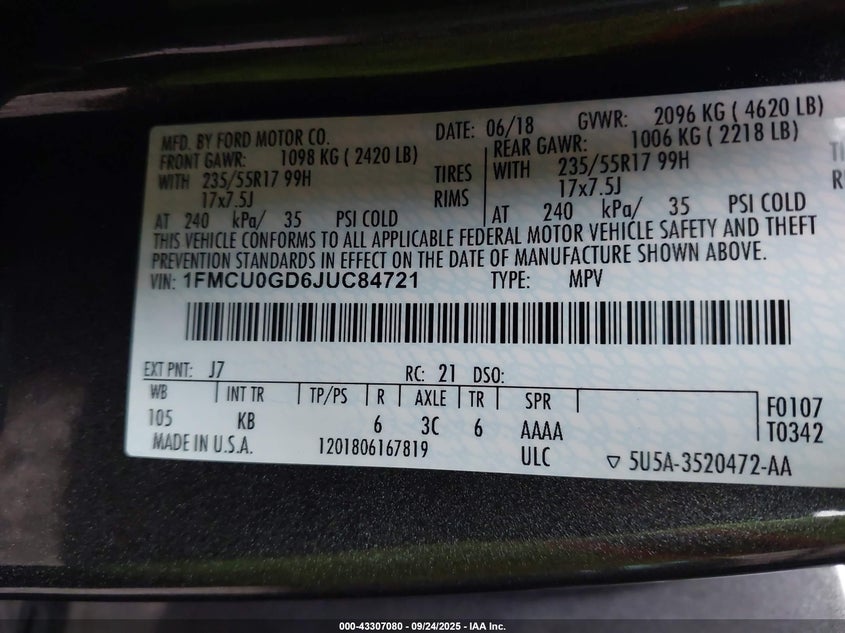 MFD. BY FORD MOTOR CO. DATE: 06/18 GVWR: 2096 KG ( 4620 LB)
FRONT GAWR: 1098 KG ( 2420 LB) REAR GAWR: 1006 KG ( 2218 LB)
WITH 235/55R17 99H TIRES WITH 235/55R17 99H TI
17x7.5J RIMS 17x7.5J R
AT 240 kPa/ 35 PSI COLD AT 240 kPa/ 35 PSI COLD
THIS VEHICLE CONFORMS TO ALL APPLICABLE FEDERAL MOTOR VEHICLE SAFETY AND THEFT
PREVENTION STANDARDS IN EFFECT ON THE DATE OF MANUFACTURE SHOWN ABOVE.
VIN: 1FMCU0GD6JUC84721 TYPE: MPV
EXT PNT: J7 RC: 21 DSO:
WB INT TR TP/PS R AXLE TR SPR
105 KB 6 3C 6 AAAA
F0107
T0342
MADE IN U.S.A. 1201806167819 ULC ▽ 5U5A-3520472-AA
000-43307080 - 09/24/2025 - IAA Inc.